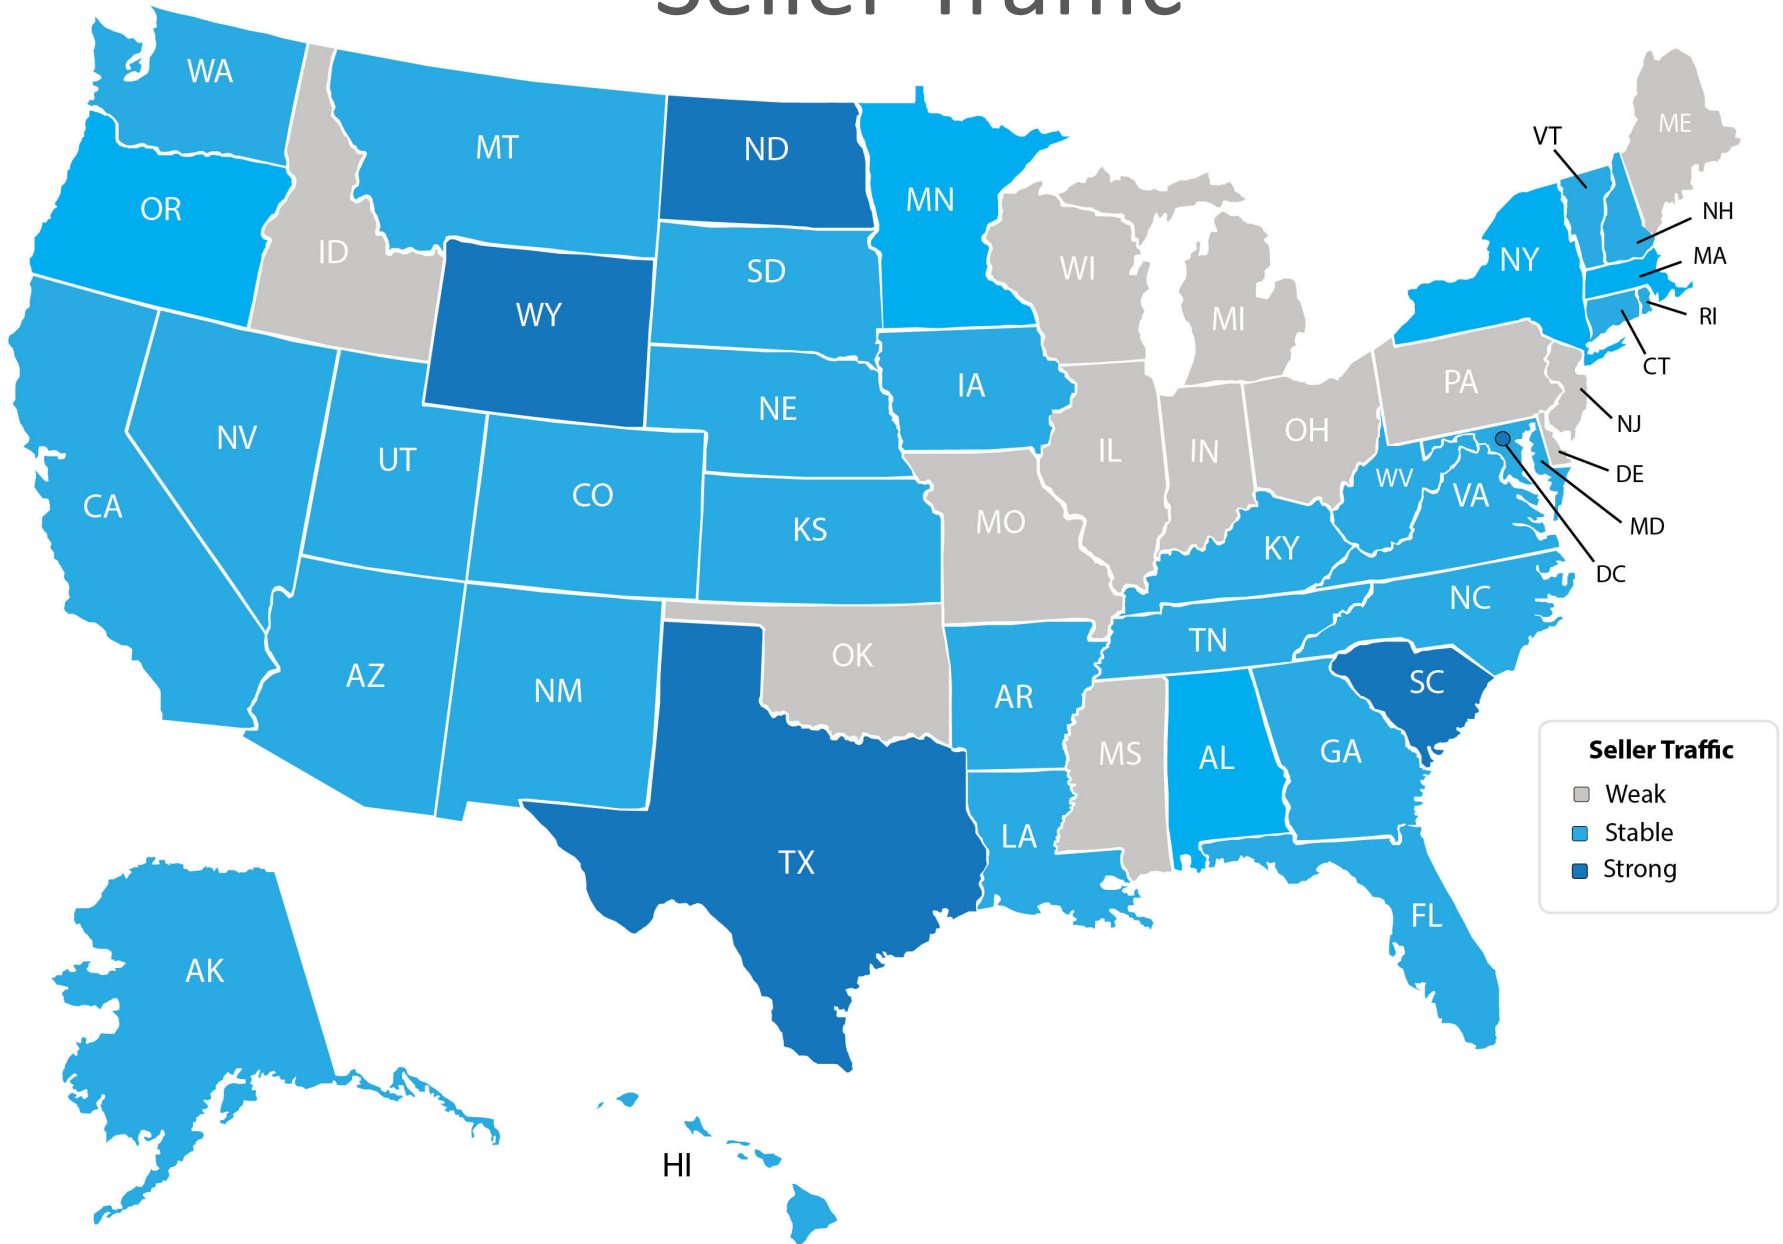 Seller Traffic
WA
MT
ND
MN
ME
VT
OR
ID
SD
WI
NY
NH
MA
WY
MI
RI
CT
NE
IA
PA
NJ
NV
UT
CO
IL
IN
OH
DE
CA
KS
MO
WV
VA
MD
KY
DC
AZ
NM
OK
AR
TN
NC
SC
MS
AL
GA
TX
LA
FL
AK
HI
Seller Traffic
Weak
Stable
Strong